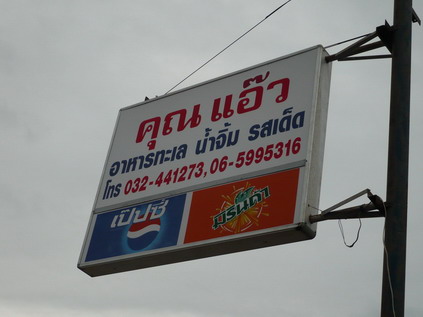 คุณ แอ๊ว
อาหารทะเล น้ำจิ้ม รสเด็ด
โทร 032-441273, 06-5995316
เป๊ปซี่
มิรินด้า